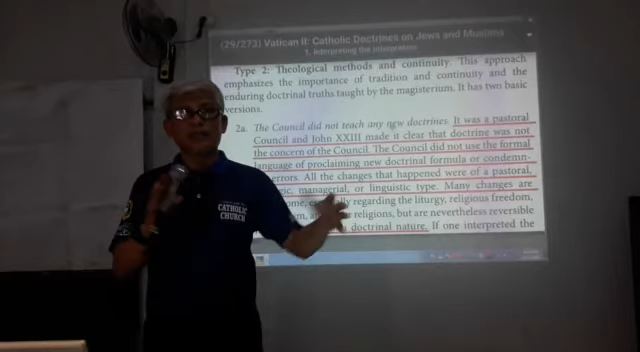 (29/273) Vatican II: Catholic Doctrines on Jews and Muslims
1. Interpreting the Interpreters
Type 2: Theological methods and continuity. This approach
emphasizes the importance of tradition and continuity and the
enduring doctrinal truths taught by the magisterium. It has two basic
versions.
2a. The Council did not teach any new doctrines. It was a pastoral
Council and John XXIII made it clear that doctrine was not
the concern of the Council. The Council did not use the formal
language of proclaiming new doctrinal formula or condemn-
errors. All the changes that happened were of a pastoral,
managerial, or linguistic type. Many changes are
regarding the liturgy, religious freedom,
religions, but are nevertheless reversible
doctrinal nature. If one interpreted the
CATHOLIC
CHURCH